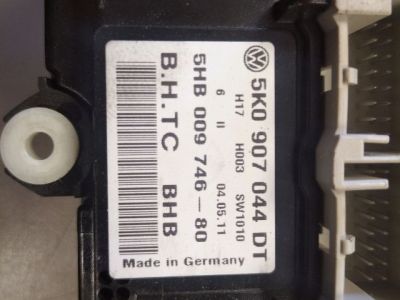 5K0 907 044 DT
H17 H003 SW1010
6 II 04.05.11
5HB 009 746-80
B.H.T.C BHB
Made in Germany